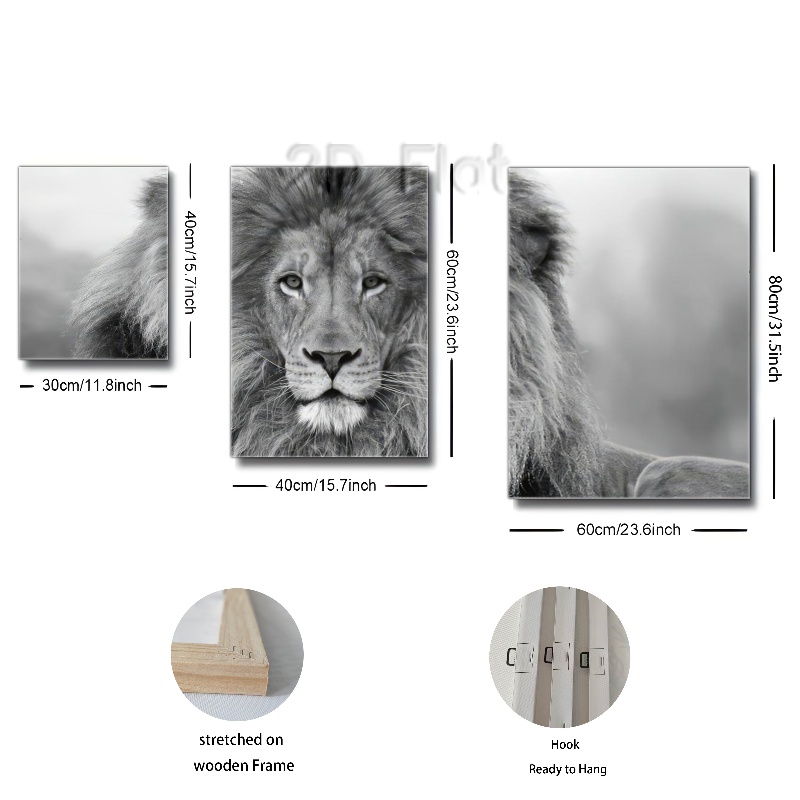 2D Flat
40cm/15.7inch
30cm/11.8inch
60cm/23.6inch
40cm/15.7inch
80cm/31.5inch
60cm/23.6inch
stretched on
wooden Frame
Hook
Ready to Hang